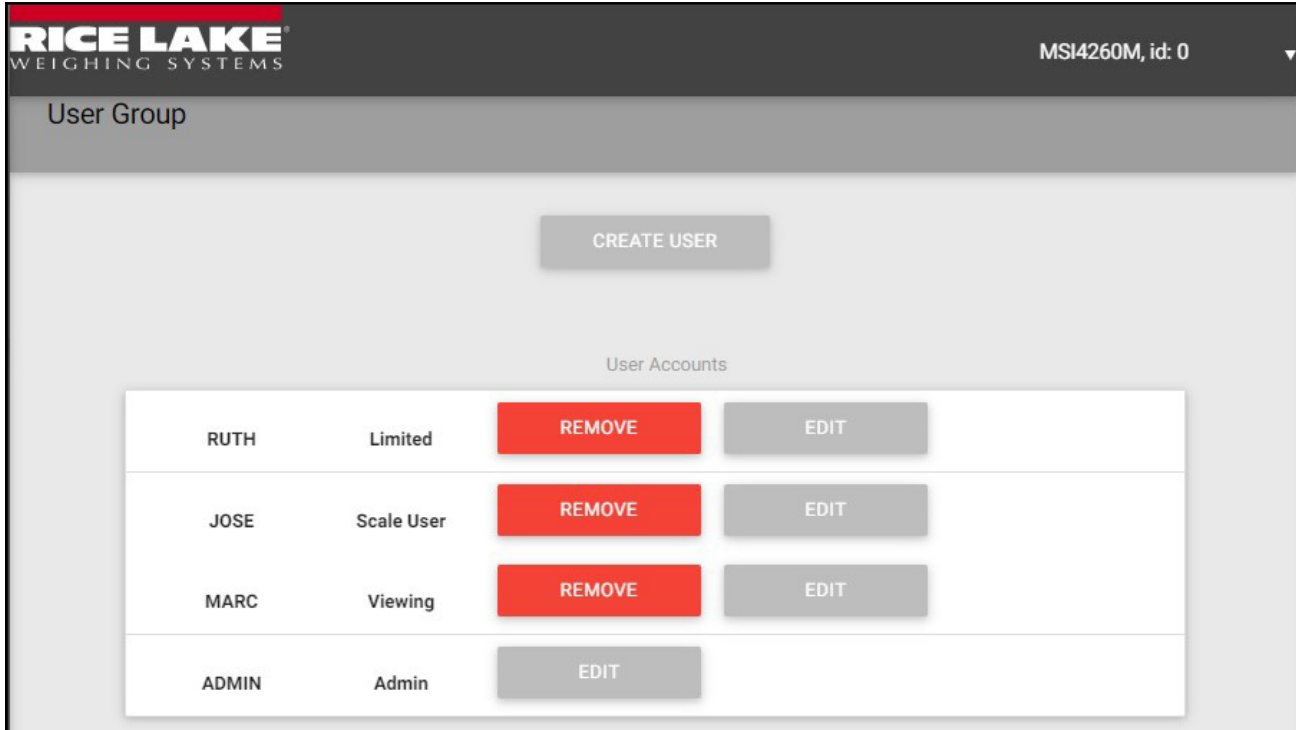 RICE LAKE®
WEIGHING SYSTEMS
MSI4260M, id: 0
User Group
CREATE USER
User Accounts
RUTH Limited REMOVE EDIT
JOSE Scale User REMOVE EDIT
MARC Viewing REMOVE EDIT
ADMIN Admin EDIT